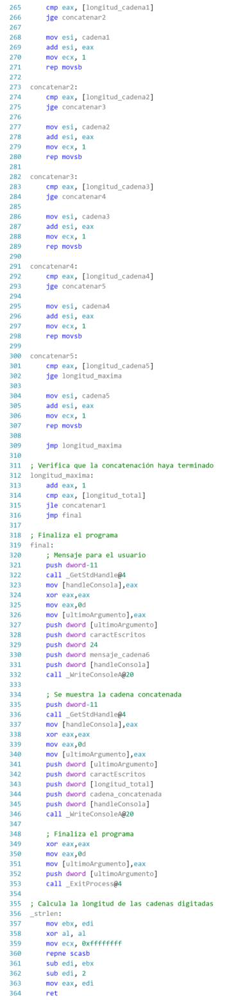 265 cmp eax, [longitud_cadena1]
266 jge concatenar2
267
268 mov esi, cadena1
269 add esi, eax
270 mov ecx, 1
271 rep movsb
272
273 concatenar2:
274 cmp eax, [longitud_cadena2]
275 jge concatenar3
276
277 mov esi, cadena2
278 add esi, eax
279 mov ecx, 1
280 rep movsb
281
282 concatenar3:
283 cmp eax, [longitud_cadena3]
284 jge concatenar4
285
286 mov esi, cadena3
287 add esi, eax
288 mov ecx, 1
289 rep movsb
290
291 concatenar4:
292 cmp eax, [longitud_cadena4]
293 jge concatenar5
294
295 mov esi, cadena4
296 add esi, eax
297 mov ecx, 1
298 rep movsb
299
300 concatenar5:
301 cmp eax, [longitud_cadena5]
302 jge longitud_maxima
303
304 mov esi, cadena5
305 add esi, eax
306 mov ecx, 1
307 rep movsb
308
309 jmp longitud_maxima
310
311 ; Verifica que la concatenación haya terminado
312 longitud_maxima:
313 add eax, 1
314 cmp eax, [longitud_total]
315 jle concatenar1
316 jmp final
317
318 ; Finaliza el programa
319 final:
320 ; Mensaje para el usuario
321 push dword-11
322 call _GetStdHandle@4
323 mov [handleConsola],eax
324 xor eax,eax
325 mov eax,0d
326 mov [ultimoArgumento],eax
327 push dword [ultimoArgumento]
328 push dword caractEscritos
329 push dword 24
330 push dword mensaje_cadena6
331 push dword [handleConsola]
332 call _WriteConsoleA@20
333
334 ; Se muestra la cadena concatenada
335 push dword-11
336 call _GetStdHandle@4
337 mov [handleConsola],eax
338 xor eax,eax
339 mov eax,0d
340 mov [ultimoArgumento],eax
341 push dword [ultimoArgumento]
342 push dword caractEscritos
343 push dword [longitud_total]
344 push dword cadena_concatenada
345 push dword [handleConsola]
346 call _WriteConsoleA@20
347
348 ; Finaliza el programa
349 xor eax,eax
350 mov eax,0d
351 mov [ultimoArgumento],eax
352 push dword [ultimoArgumento]
353 call _ExitProcess@4
354
355 ; Calcula la longitud de las cadenas digitadas
356 _strlen:
357 mov ebx, edi
358 xor al, al
359 mov ecx, 0xffffffff
360 repne scasb
361 sub edi, ebx
362 sub edi, 2
363 mov eax, edi
364 ret